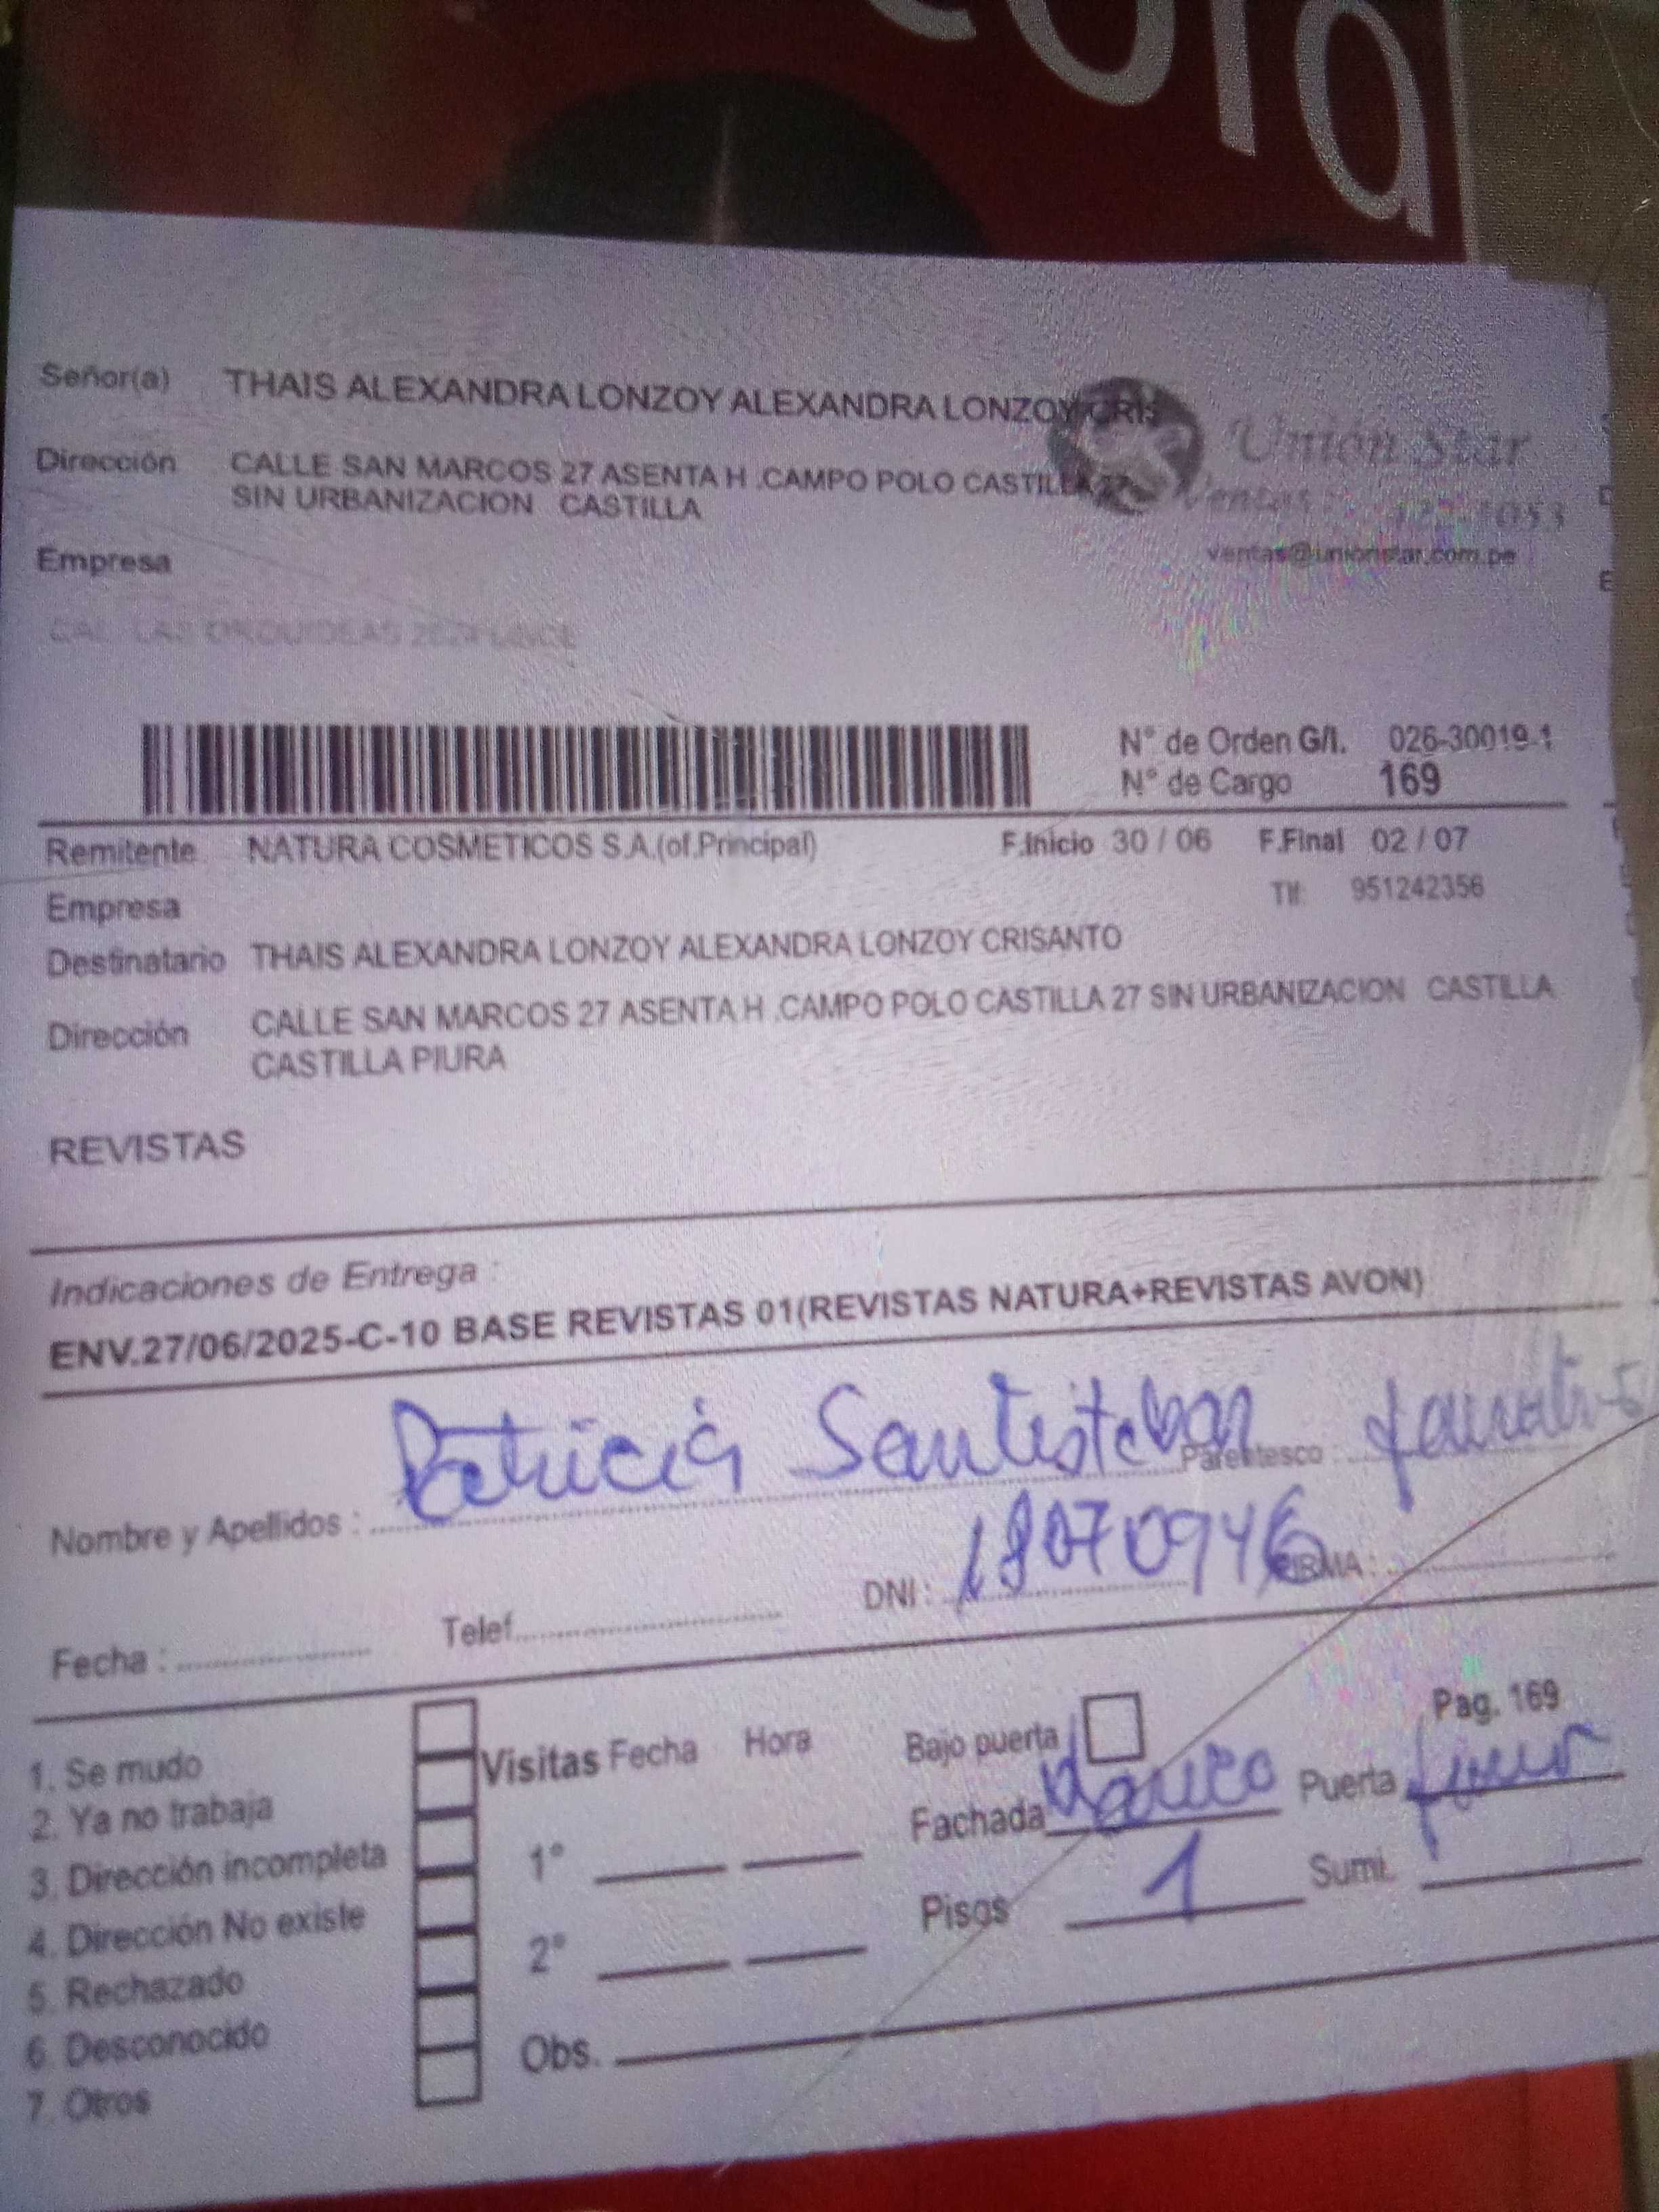 ora
Señor(a) THAIS ALEXANDRA LONZOY ALEXANDRA LONZOY CRIS
Dirección CALLE SAN MARCOS 27 ASENTA H .CAMPO POLO CASTILLA 27
SIN URBANIZACION CASTILLA
Unión Star
Ventas
ventas@unionstar.com.pe
Empresa
N° de Orden G/I. 026-30019-1
N° de Cargo 169
Remitente NATURA COSMETICOS S.A.(of.Principal) F.Inicio 30 / 06 F.Final 02 / 07
Empresa Tlf: 951242356
Destinatario THAIS ALEXANDRA LONZOY ALEXANDRA LONZOY CRISANTO
Dirección CALLE SAN MARCOS 27 ASENTA H .CAMPO POLO CASTILLA 27 SIN URBANIZACION CASTILLA
CASTILLA PIURA
REVISTAS
Indicaciones de Entrega :
ENV.27/06/2025-C-10 BASE REVISTAS 01(REVISTAS NATURA+REVISTAS AVON)
Nombre y Apellidos : Patricia Santisteban Parentesco :
Fecha : Telef. DNI : 18070946 FIRMA :
Pag. 169
1. Se mudo
2. Ya no trabaja
3. Dirección incompleta
4. Dirección No existe
5. Rechazado
6. Desconocido
7. Otros
Visitas Fecha Hora
1°
2°
Obs.
Bajo puerta
Fachada Puerta
Pisos 1 Sumi.